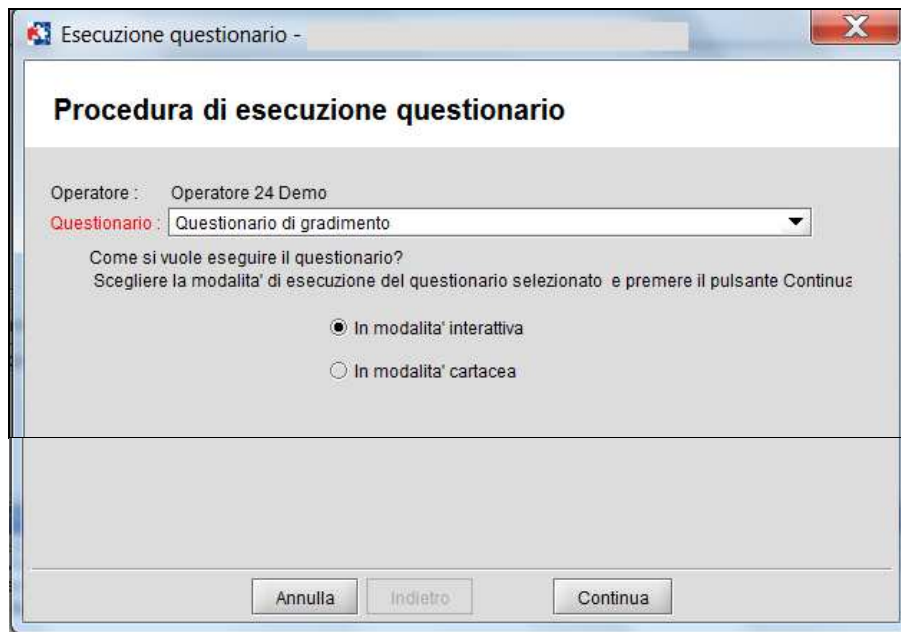 Esecuzione questionario -
Procedura di esecuzione questionario
Operatore : Operatore 24 Demo
Questionario : Questionario di gradimento
Come si vuole eseguire il questionario?
Scegliere la modalita' di esecuzione del questionario selezionato e premere il pulsante Continua
In modalita' interattiva
In modalita' cartacea
Annulla Indietro Continua